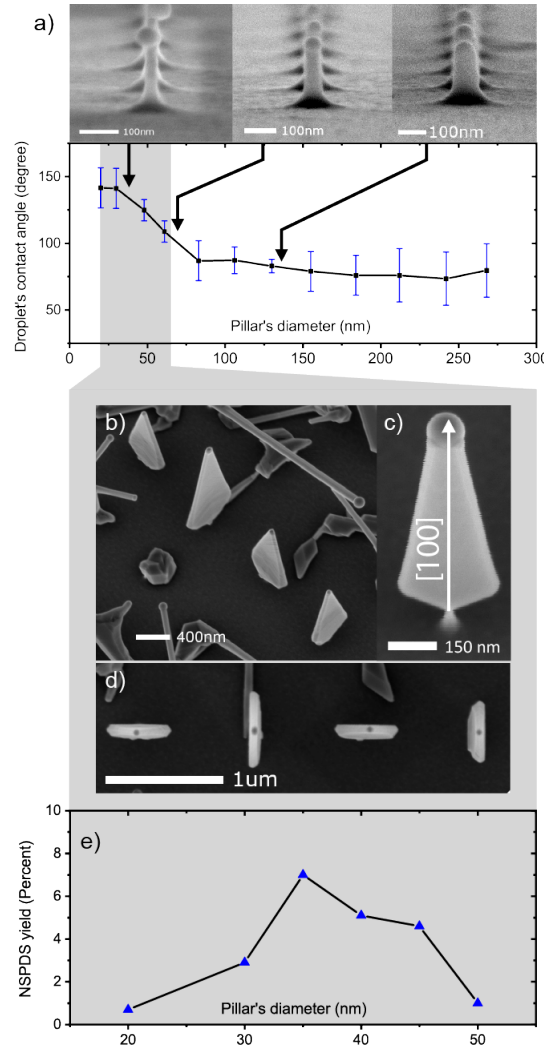 a)
100nm
100nm
100nm
Droplet's contact angle (degree)
150
100
50
Pillar's diameter (nm)
0
50
100
150
200
250
300
b)
c)
[100]
400nm
150 nm
d)
1um
e)
NSPDS yield (Percent)
10
8
6
4
2
0
Pillar's diameter (nm)
20
30
40
50